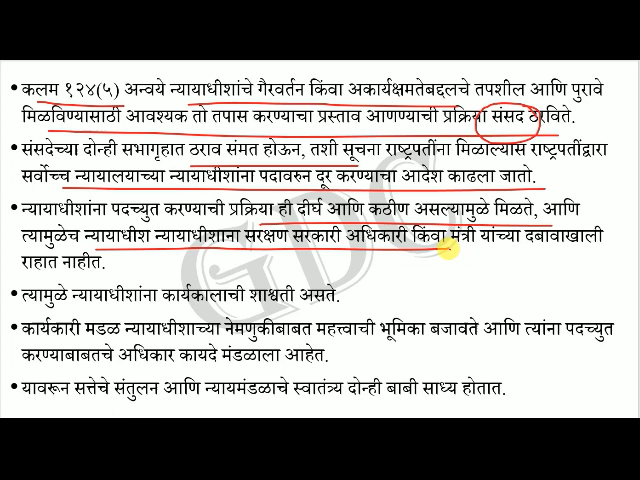 • कलम १२४(५) अन्वये न्यायाधीशांचे गैरवर्तन किंवा अकार्यक्षमतेबद्दलचे तपशील आणि पुरावे
मिळविण्यासाठी आवश्यक तो तपास करण्याचा प्रस्ताव आणण्याची प्रक्रिया संसद ठरविते.
• संसदेच्या दोन्ही सभागृहात ठराव संमत होऊन, तशी सूचना राष्ट्रपतींना मिळाल्यास राष्ट्रपतींद्वारा
सर्वोच्च न्यायालयाच्या न्यायाधीशांना पदावरुन दूर करण्याचा आदेश काढला जातो.
• न्यायाधीशांना पदच्युत करण्याची प्रक्रिया ही दीर्घ आणि कठीण असल्यामुळे मिळते, आणि
त्यामुळेच न्यायाधीश न्यायाधीशाना सरक्षण सरकारी अधिकारी किंवा मंत्री यांच्या दबावाखाली
राहात नाहीत.
• त्यामुळे न्यायाधीशांना कार्यकालाची शाश्वती असते.
• कार्यकारी मडळ न्यायाधीशाच्या नेमणुकीबाबत महत्त्वाची भूमिका बजावते आणि त्यांना पदच्युत
करण्याबाबतचे अधिकार कायदे मंडळाला आहेत.
• यावरून सत्तेचे संतुलन आणि न्यायमंडळाचे स्वातंत्र्य दोन्ही बाबी साध्य होतात.
GDC